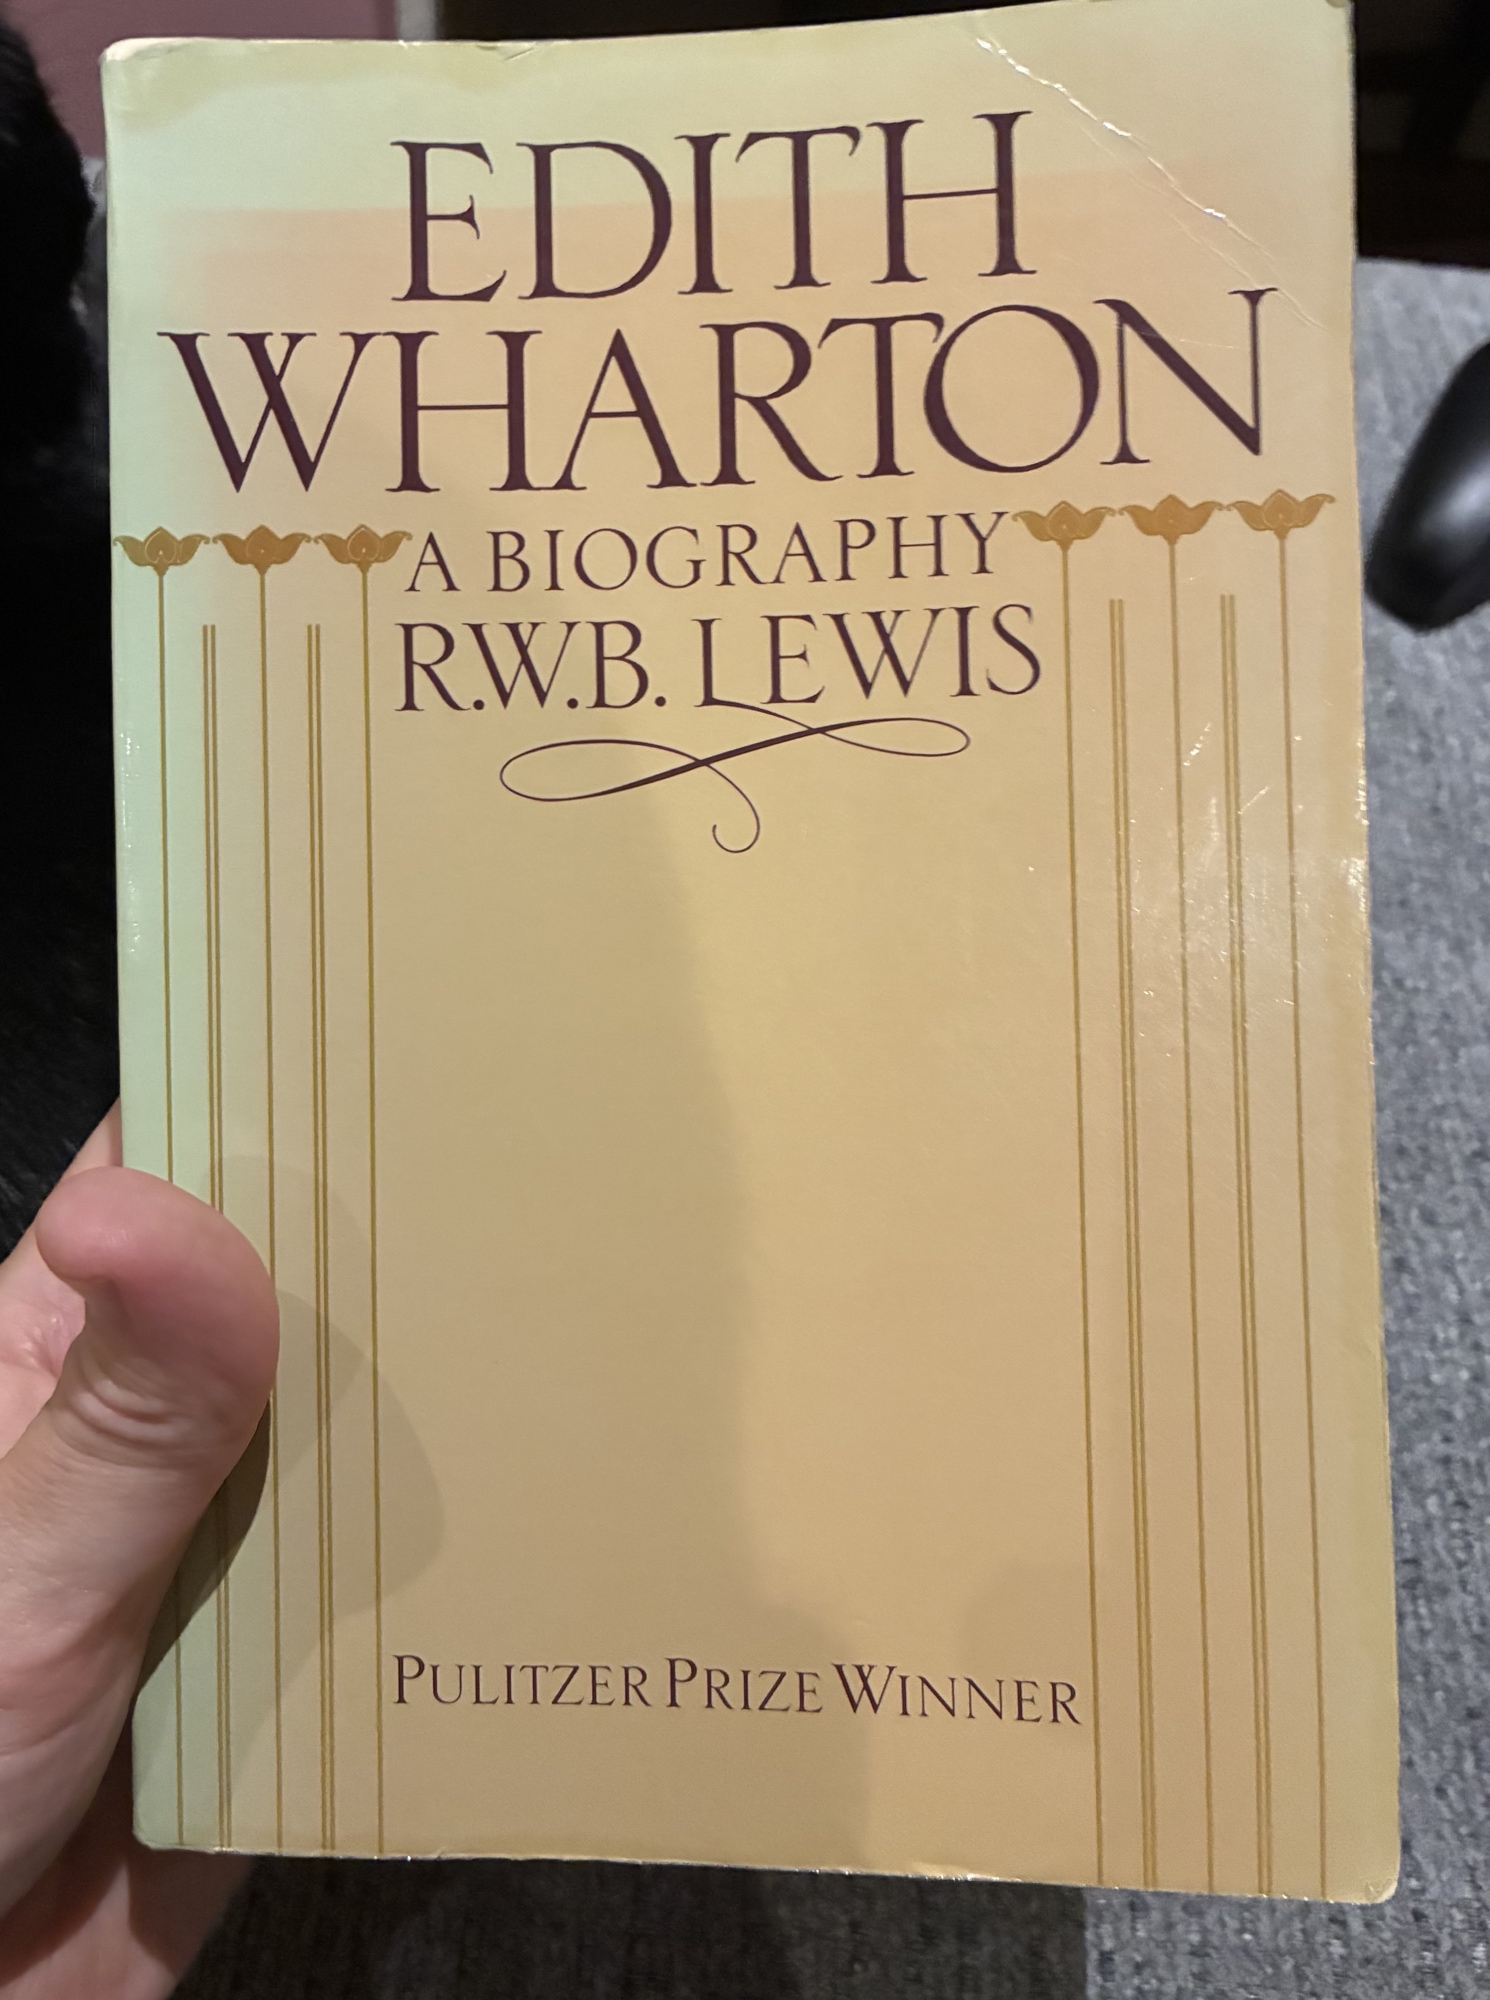 EDITH
WHARTON
A BIOGRAPHY
R.W.B. LEWIS
PULITZER PRIZE WINNER